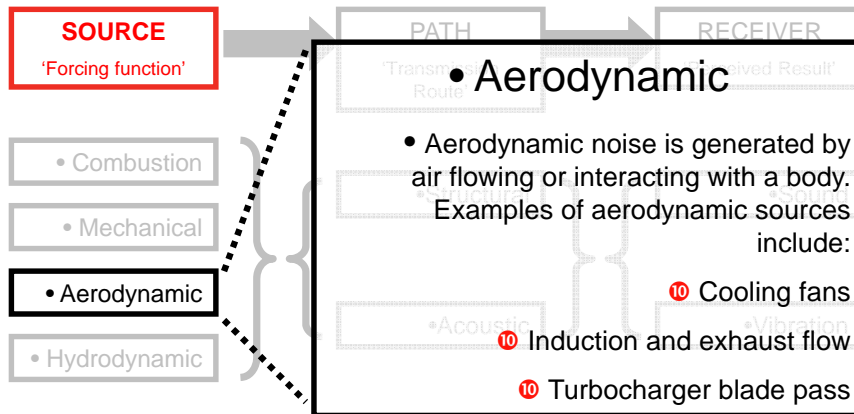 SOURCE
'Forcing function'
PATH
'Transmission
Route'
RECEIVER
'Perceived Result'
• Combustion
• Mechanical
• Aerodynamic
• Hydrodynamic
•Structural
•Acoustic
•Sound
•Vibration
• Aerodynamic
• Aerodynamic noise is generated by
air flowing or interacting with a body.
Examples of aerodynamic sources
include:
❿ Cooling fans
❿ Induction and exhaust flow
❿ Turbocharger blade pass